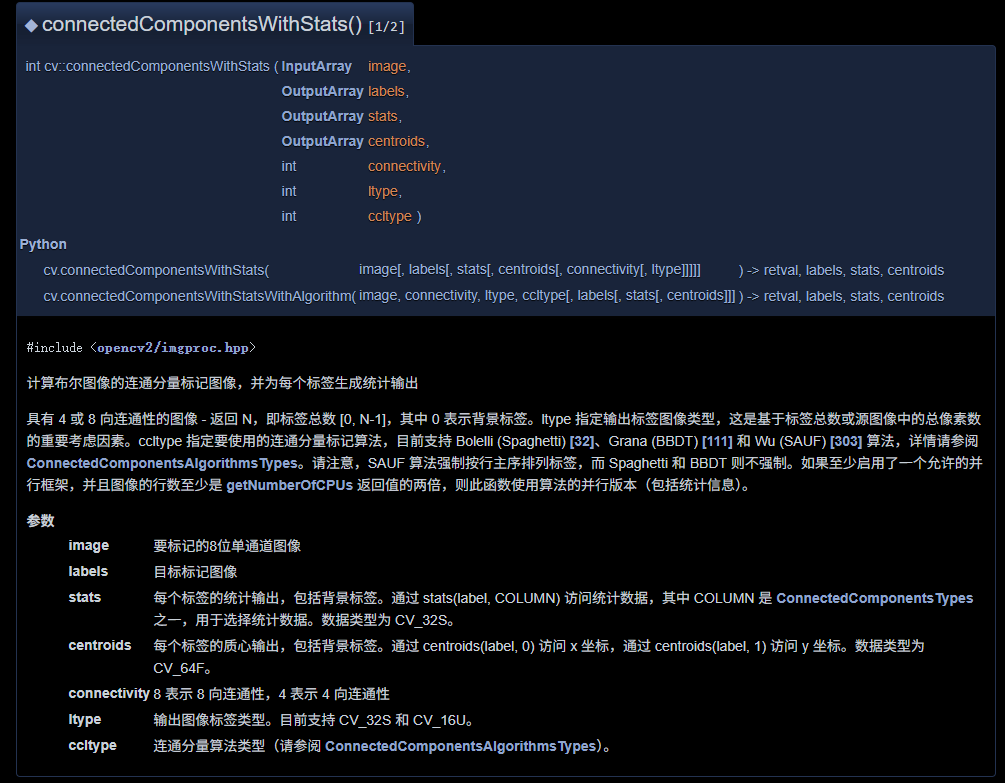 ◆ connectedComponentsWithStats() [1/2]
int cv::connectedComponentsWithStats ( InputArray image,
OutputArray labels,
OutputArray stats,
OutputArray centroids,
int connectivity,
int ltype,
int ccltype )
Python
cv.connectedComponentsWithStats( image[, labels[, stats[, centroids[, connectivity[, ltype]]]]] ) -> retval, labels, stats, centroids
cv.connectedComponentsWithStatsWithAlgorithm( image, connectivity, ltype, ccltype[, labels[, stats[, centroids]]] ) -> retval, labels, stats, centroids
#include <opencv2/imgproc.hpp>
计算布尔图像的连通分量标记图像，并为每个标签生成统计输出
具有 4 或 8 向连通性的图像 - 返回 N，即标签总数 [0, N-1]，其中 0 表示背景标签。ltype 指定输出标签图像类型，这是基于标签总数或源图像中的总像素数
的重要考虑因素。ccltype 指定要使用的连通分量标记算法，目前支持 Bolelli (Spaghetti) [32]、Grana (BBDT) [111] 和 Wu (SAUF) [303] 算法，详情请参阅
ConnectedComponentsAlgorithmsTypes。请注意，SAUF 算法强制按行主序排列标签，而 Spaghetti 和 BBDT 则不强制。如果至少启用了一个允许的并
行框架，并且图像的行数至少是 getNumberOfCPUs 返回值的两倍，则此函数使用算法的并行版本（包括统计信息）。
参数
image 要标记的8位单通道图像
labels 目标标记图像
stats 每个标签的统计输出，包括背景标签。通过 stats(label, COLUMN) 访问统计数据，其中 COLUMN 是 ConnectedComponentsTypes
之一，用于选择统计数据。数据类型为 CV_32S。
centroids 每个标签的质心输出，包括背景标签。通过 centroids(label, 0) 访问 x 坐标，通过 centroids(label, 1) 访问 y 坐标。数据类型为
CV_64F。
connectivity 8 表示 8 向连通性，4 表示 4 向连通性
ltype 输出图像标签类型。目前支持 CV_32S 和 CV_16U。
ccltype 连通分量算法类型（请参阅 ConnectedComponentsAlgorithmsTypes）。